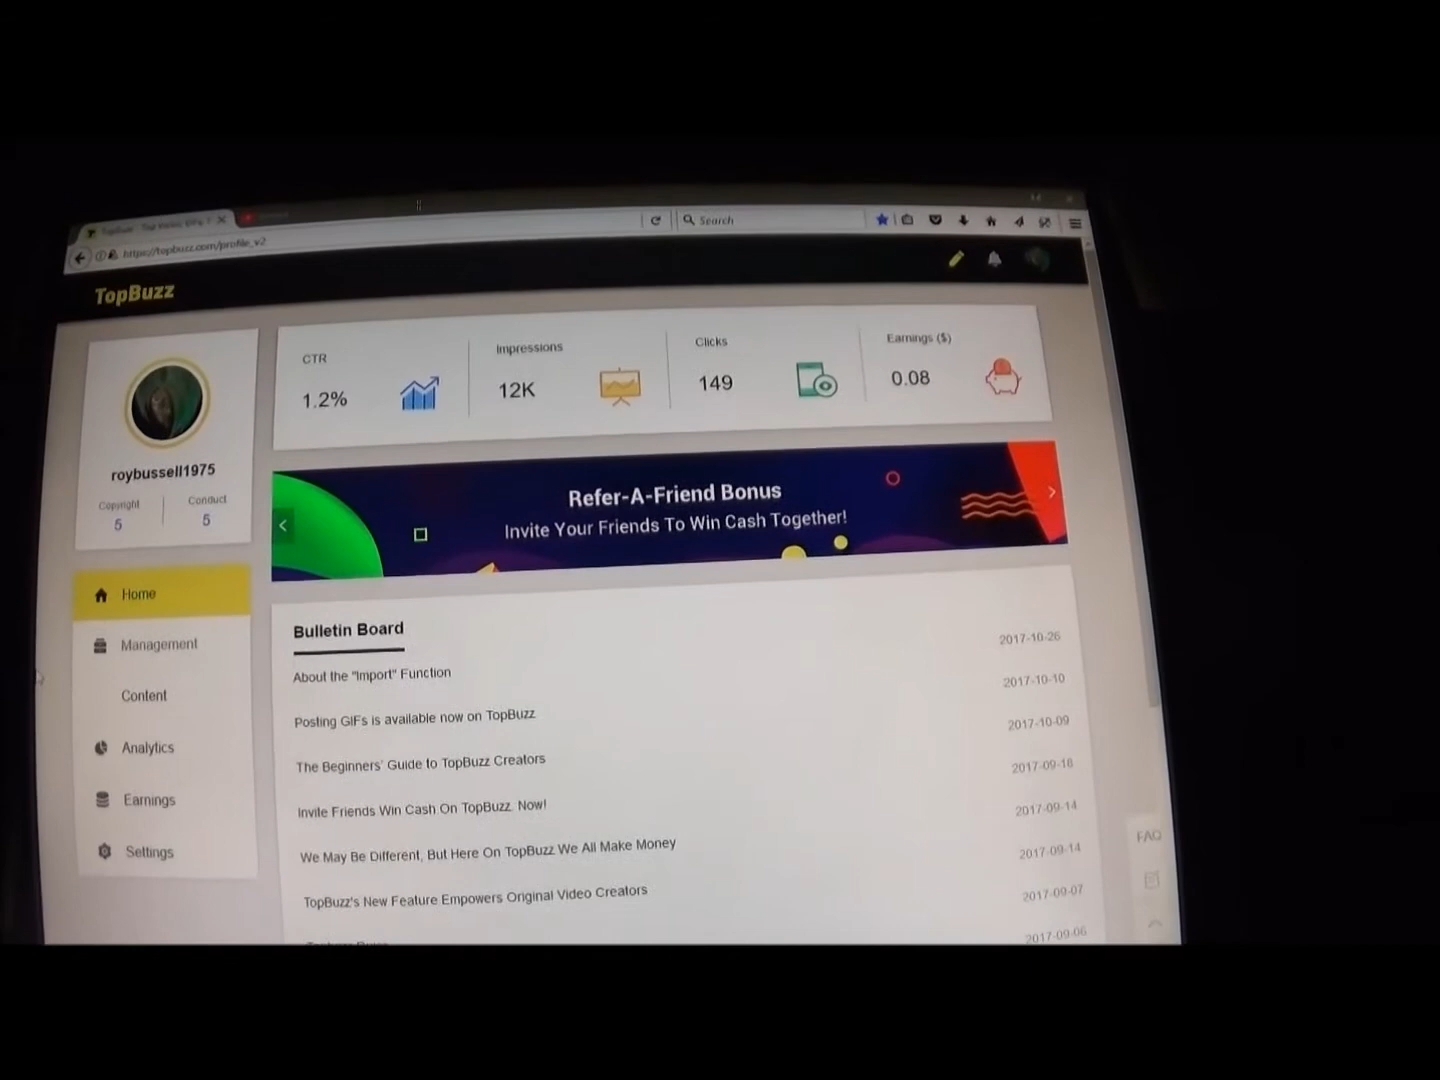 https://topbuzz.com/profile_v2
Search
TopBuzz
roybussell1975
Copyright
Conduct
5
5
CTR
1.2%
Impressions
12K
Clicks
149
Earnings ($)
0.08
Refer-A-Friend Bonus
Invite Your Friends To Win Cash Together!
Home
Management
Content
Analytics
Earnings
Settings
Bulletin Board
About the "Import" Function
2017-10-26
Posting GIFs is available now on TopBuzz
2017-10-10
The Beginners' Guide to TopBuzz Creators
2017-10-09
Invite Friends Win Cash On TopBuzz. Now!
2017-09-18
We May Be Different, But Here On TopBuzz We All Make Money
2017-09-14
TopBuzz's New Feature Empowers Original Video Creators
2017-09-14
2017-09-07
2017-09-06
FAQ